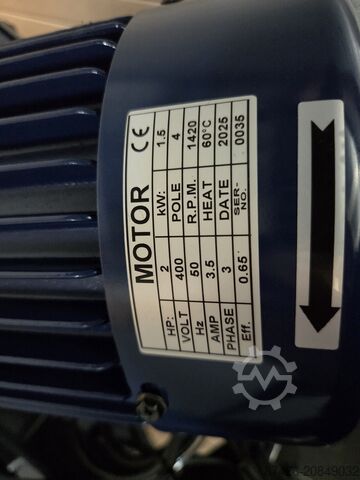 MOTOR CE
HP: 2 kW: 1.5
VOLT 400 POLE 4
Hz 50 R.P.M. 1420
AMP 3.5 HEAT 60°C
PHASE 3 DATE 2025
Eff. 0.65 SER-NO. 0035